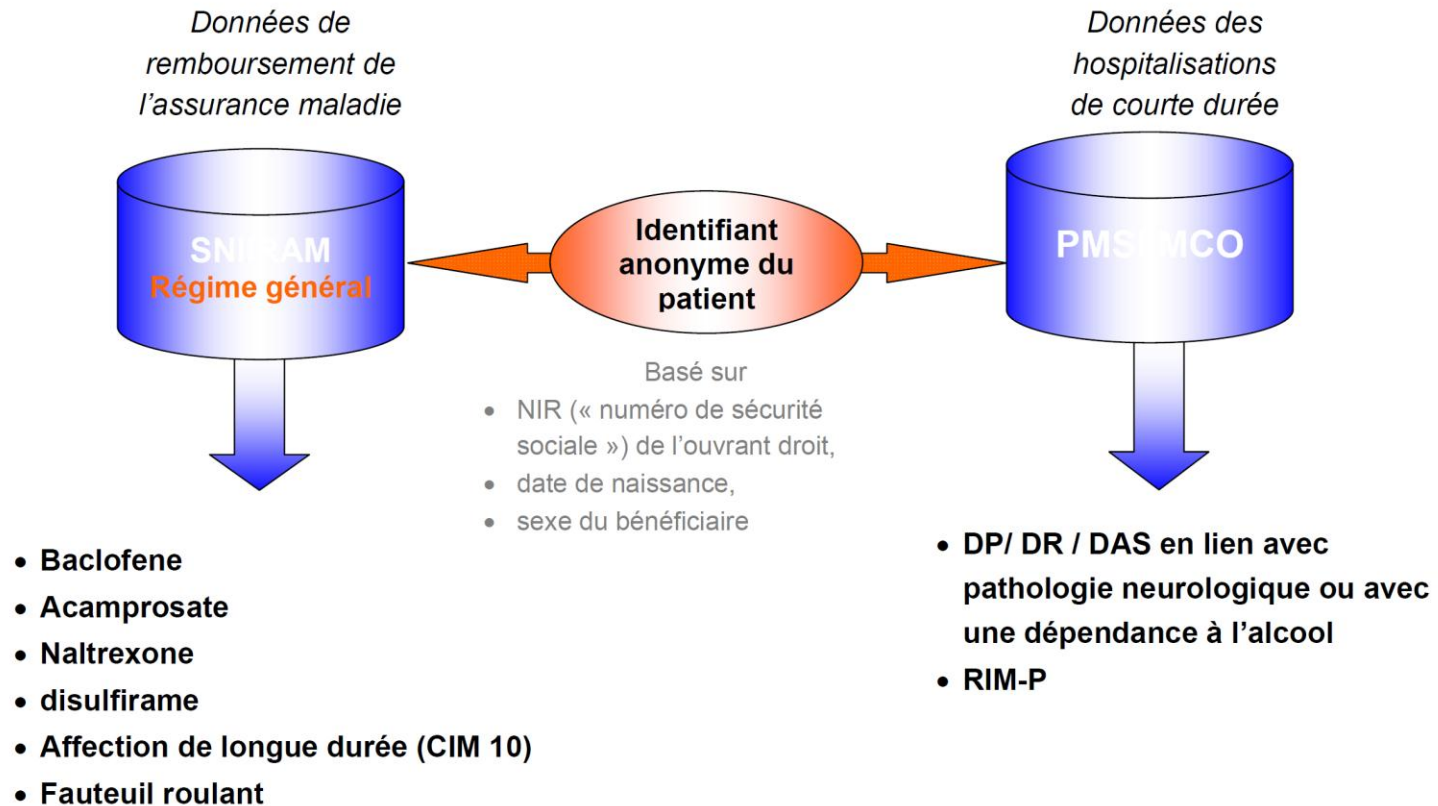 Données de
remboursement de
l'assurance maladie
Données des
hospitalisations
de courte durée
SNIIRAM
Régime général
Identifiant
anonyme du
patient
PMSI MCO
Basé sur
• NIR (« numéro de sécurité
sociale ») de l'ouvrant droit,
• date de naissance,
• sexe du bénéficiaire
• Baclofene
• Acamprosate
• Naltrexone
• disulfirame
• Affection de longue durée (CIM 10)
• Fauteuil roulant
• DP/ DR / DAS en lien avec
pathologie neurologique ou avec
une dépendance à l'alcool
• RIM-P